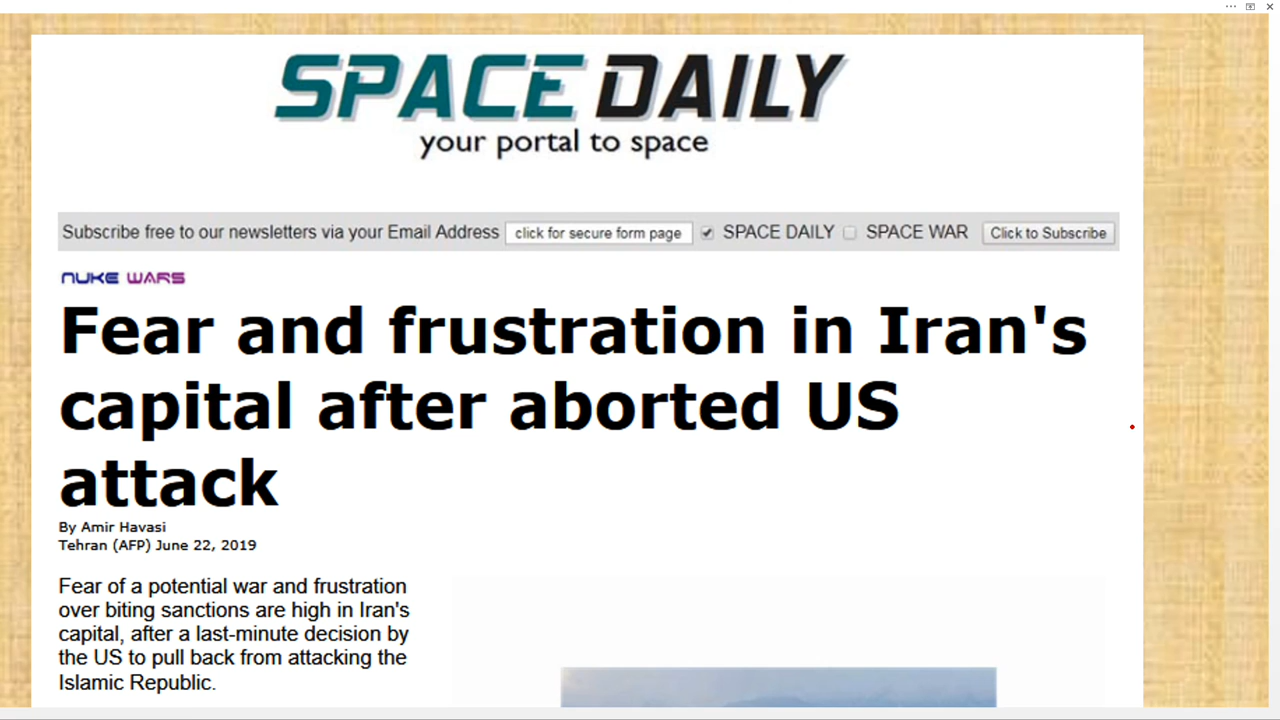 SPACE DAILY
your portal to space
Subscribe free to our newsletters via your Email Address click for secure form page SPACE DAILY SPACE WAR Click to Subscribe
NUKE WARS
Fear and frustration in Iran's
capital after aborted US
attack
By Amir Havasi
Tehran (AFP) June 22, 2019
Fear of a potential war and frustration
over biting sanctions are high in Iran's
capital, after a last-minute decision by
the US to pull back from attacking the
Islamic Republic.